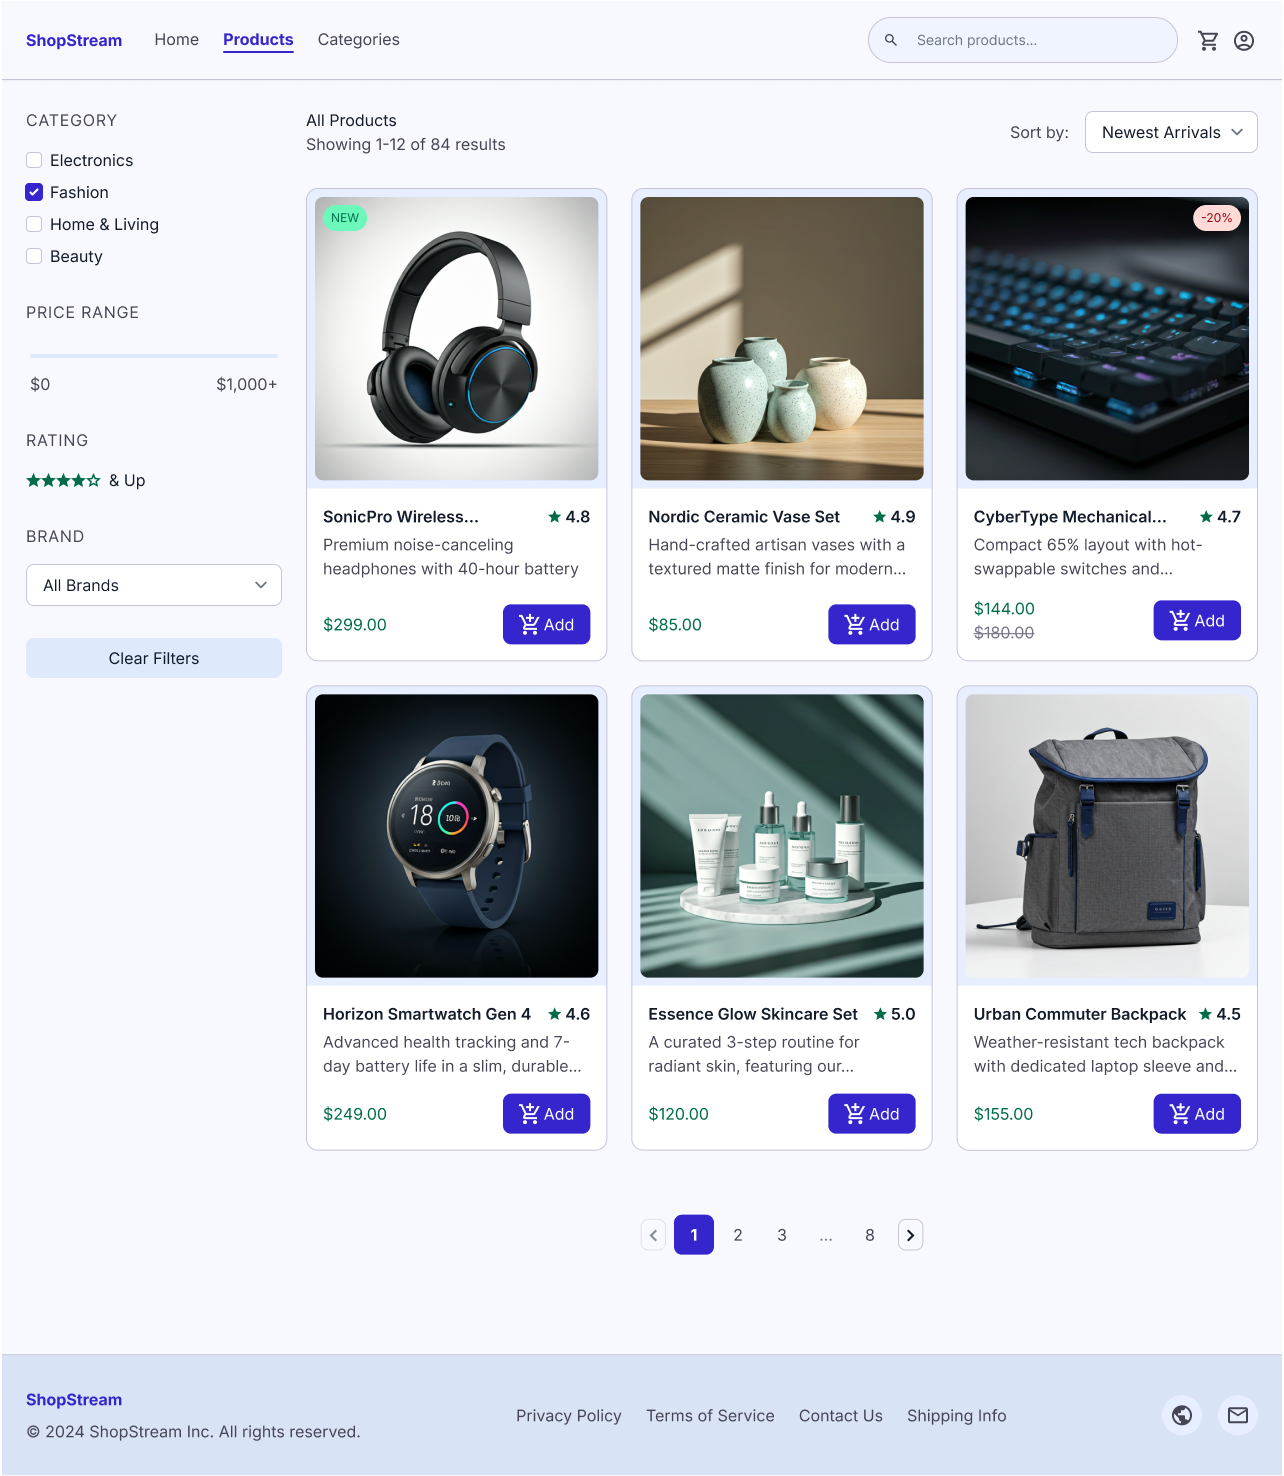 ShopStream
Home
Products
Categories
Search products...
CATEGORY
Electronics
Fashion
Home & Living
Beauty
PRICE RANGE
$0
$1,000+
RATING
& Up
BRAND
All Brands
Clear Filters
All Products
Showing 1-12 of 84 results
Sort by:
Newest Arrivals
NEW
SonicPro Wireless...
4.8
Premium noise-canceling
headphones with 40-hour battery
$299.00
Add
Nordic Ceramic Vase Set
4.9
Hand-crafted artisan vases with a
textured matte finish for modern...
$85.00
Add
-20%
CyberType Mechanical...
4.7
Compact 65% layout with hot-
swappable switches and...
$144.00
$180.00
Add
18
Horizon Smartwatch Gen 4
4.6
Advanced health tracking and 7-
day battery life in a slim, durable...
$249.00
Add
Essence Glow Skincare Set
5.0
A curated 3-step routine for
radiant skin, featuring our...
$120.00
Add
Urban Commuter Backpack
4.5
Weather-resistant tech backpack
with dedicated laptop sleeve and...
$155.00
Add
1
2
3
...
8
ShopStream
© 2024 ShopStream Inc. All rights reserved.
Privacy Policy
Terms of Service
Contact Us
Shipping Info